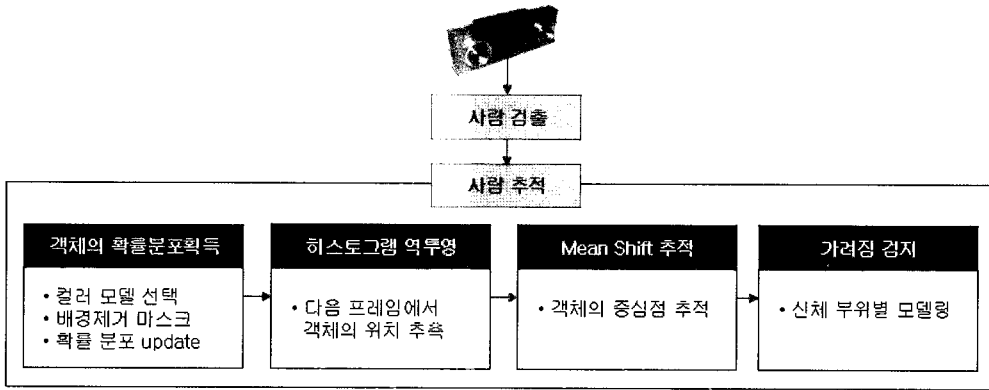 사람 검출
사람 추적
객체의 확률분포획득
• 컬러 모델 선택
• 배경제거 마스크
• 확률 분포 update
히스토그램 역투영
• 다음 프레임에서
객체의 위치 추측
Mean Shift 추적
• 객체의 중심점 추적
가려짐 감지
• 신체 부위별 모델링